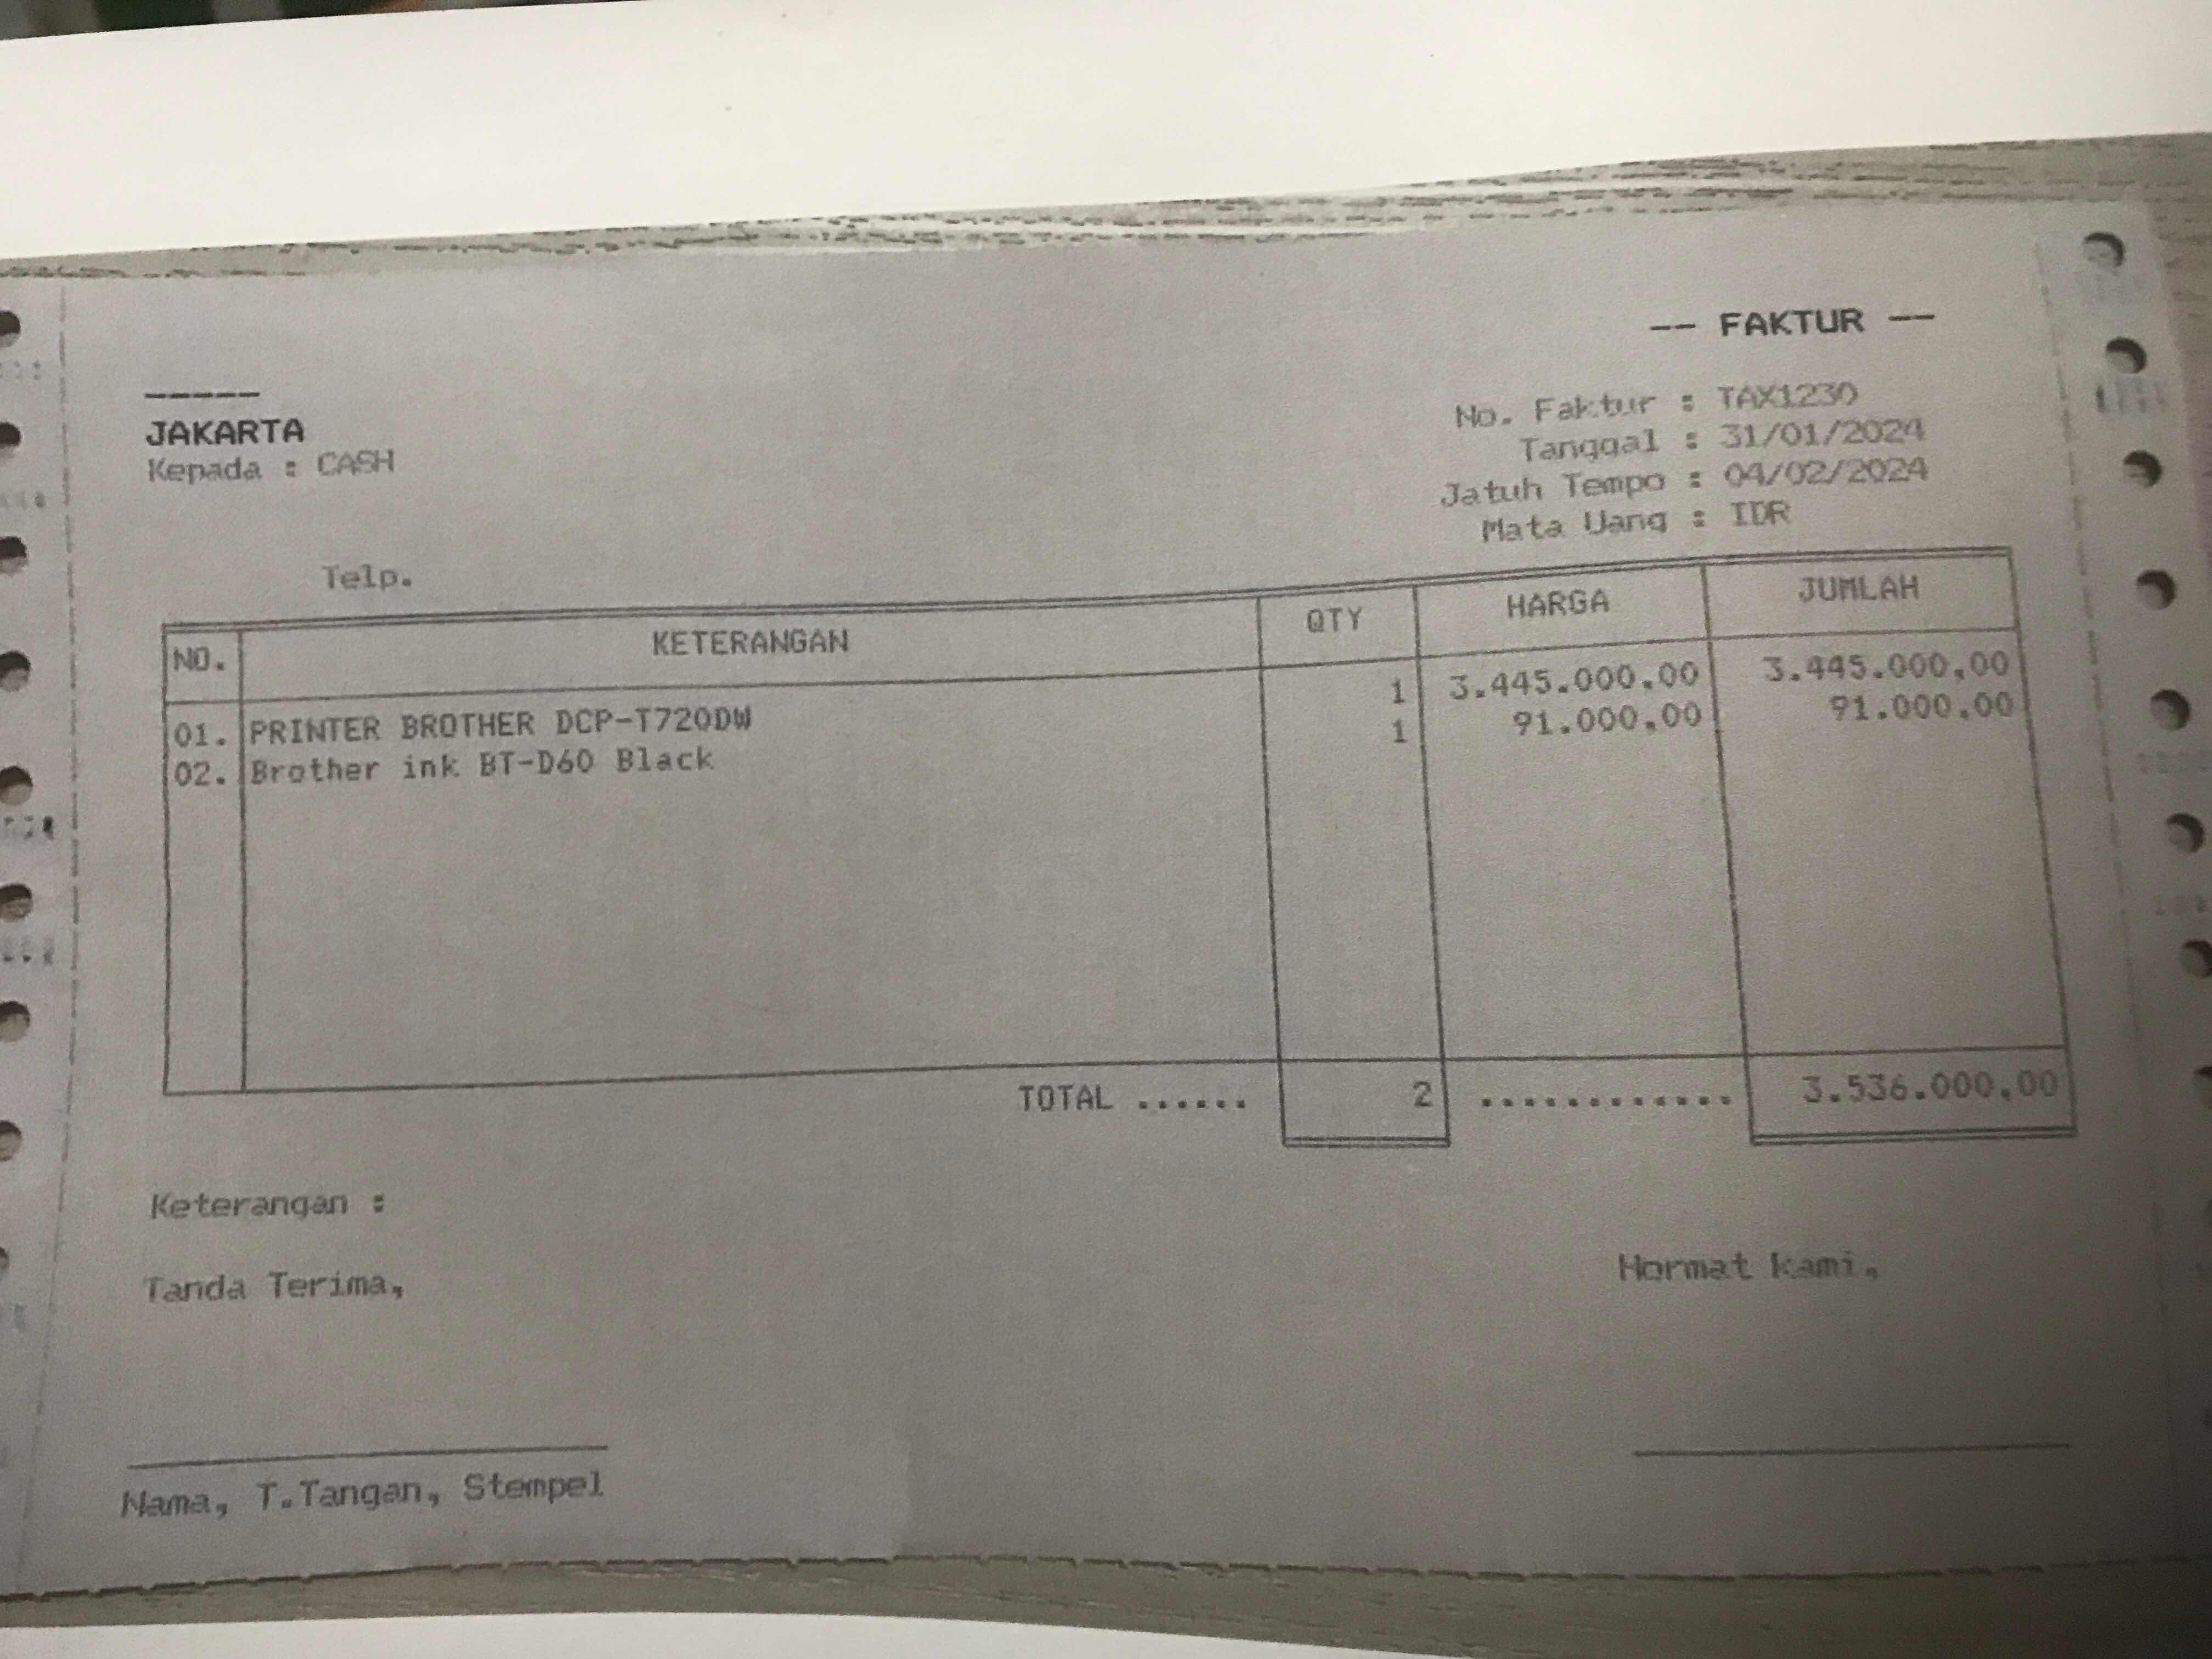 -- FAKTUR --
-----
JAKARTA
Kepada : CASH
No. Faktur : TAX1230
Tanggal : 31/01/2024
Jatuh Tempo : 04/02/2024
Mata Uang : IDR
Telp.
NO. KETERANGAN QTY HARGA JUMLAH
01. PRINTER BROTHER DCP-T720DW 1 3.445.000,00 3.445.000,00
02. Brother ink BT-D60 Black 1 91.000,00 91.000,00
TOTAL ...... 2 ............ 3.536.000,00
Keterangan :
Tanda Terima, Hormat kami,
Nama, T.Tangan, Stempel